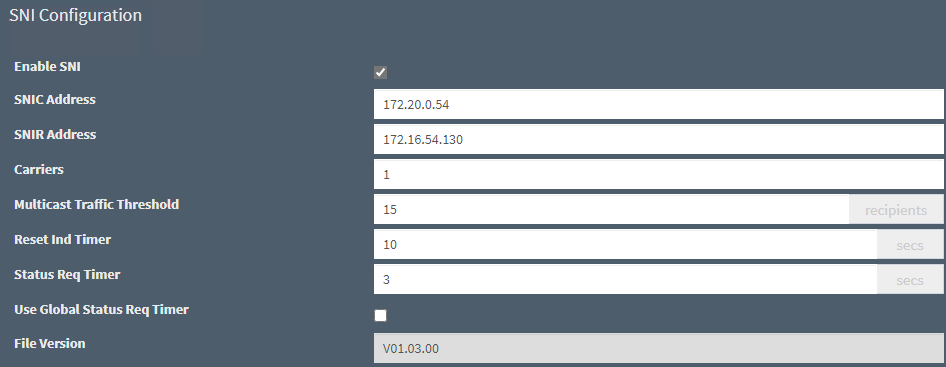 SNI Configuration
Enable SNI
SNIC Address 172.20.0.54
SNIR Address 172.16.54.130
Carriers 1
Multicast Traffic Threshold 15 recipients
Reset Ind Timer 10 secs
Status Req Timer 3 secs
Use Global Status Req Timer
File Version V01.03.00